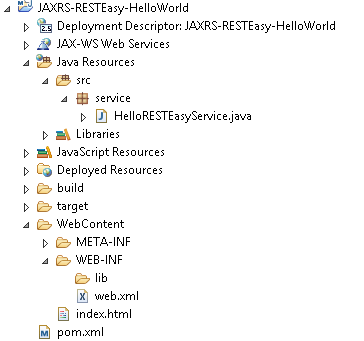 JAXRS-RESTEasy-HelloWorld
Deployment Descriptor: JAXRS-RESTEasy-HelloWorld
JAX-WS Web Services
Java Resources
src
service
HelloRESTEasyService.java
Libraries
JavaScript Resources
Deployed Resources
build
target
WebContent
META-INF
WEB-INF
lib
web.xml
index.html
pom.xml